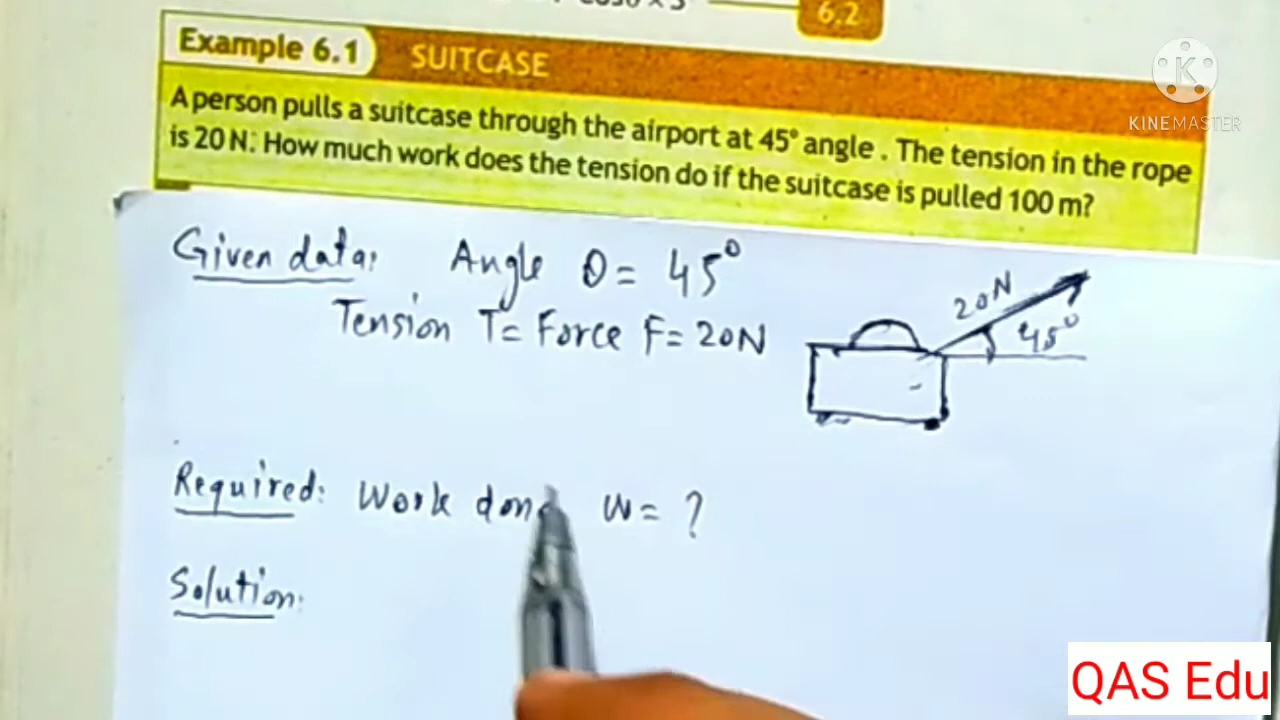 6.2
Example 6.1 SUITCASE
A person pulls a suitcase through the airport at 45° angle . The tension in the rope
is 20 N. How much work does the tension do if the suitcase is pulled 100 m?
K
KINEMASTER
Given data: Angle θ = 45°
Tension T = Force F = 20N
20N
45°
Required: Work done W = ?
Solution:
QAS Edu